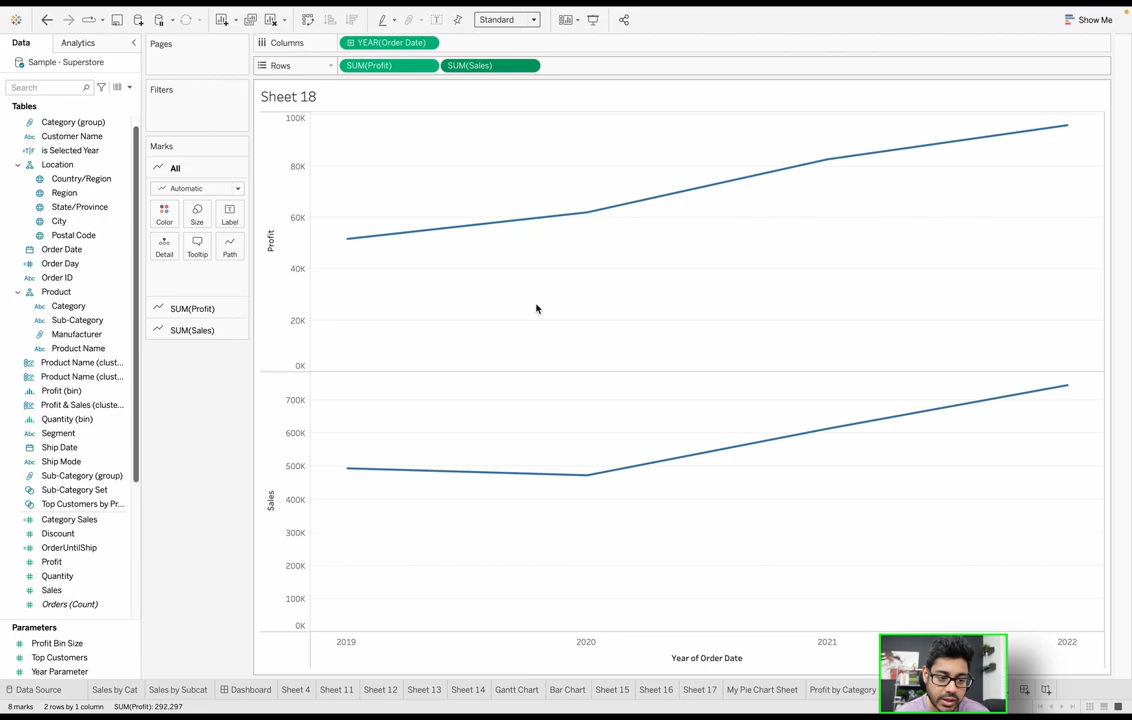 Standard
Show Me
Data
Analytics
Pages
Columns
YEAR(Order Date)
Sample - Superstore
Rows
SUM(Profit)
SUM(Sales)
Search
Filters
Sheet 18
Tables
Category (group)
Abc Customer Name
=T|F is Selected Year
Location
Country/Region
Region
State/Province
City
Postal Code
Order Date
Order Day
Abc Order ID
Product
Abc Category
Abc Sub-Category
Manufacturer
Abc Product Name
Product Name (clust...
Product Name (clust...
Profit (bin)
Profit & Sales (cluste...
Quantity (bin)
Abc Segment
Ship Date
Abc Ship Mode
Sub-Category (group)
Sub-Category Set
Top Customers by Pr...
Category Sales
Discount
OrderUntilShip
Profit
Quantity
Sales
Orders (Count)
Parameters
Profit Bin Size
Top Customers
Year Parameter
Marks
All
Automatic
Color
Size
Label
Detail
Tooltip
Path
SUM(Profit)
SUM(Sales)
100K
80K
60K
40K
20K
0K
Profit
700K
600K
500K
400K
300K
200K
100K
0K
Sales
2019
2020
2021
2022
Year of Order Date
Data Source
Sales by Cat
Sales by Subcat
Dashboard
Sheet 4
Sheet 11
Sheet 12
Sheet 13
Sheet 14
Gantt Chart
Bar Chart
Sheet 15
Sheet 16
Sheet 17
My Pie Chart Sheet
Profit by Category
8 marks
2 rows by 1 column
SUM(Profit): 292,297